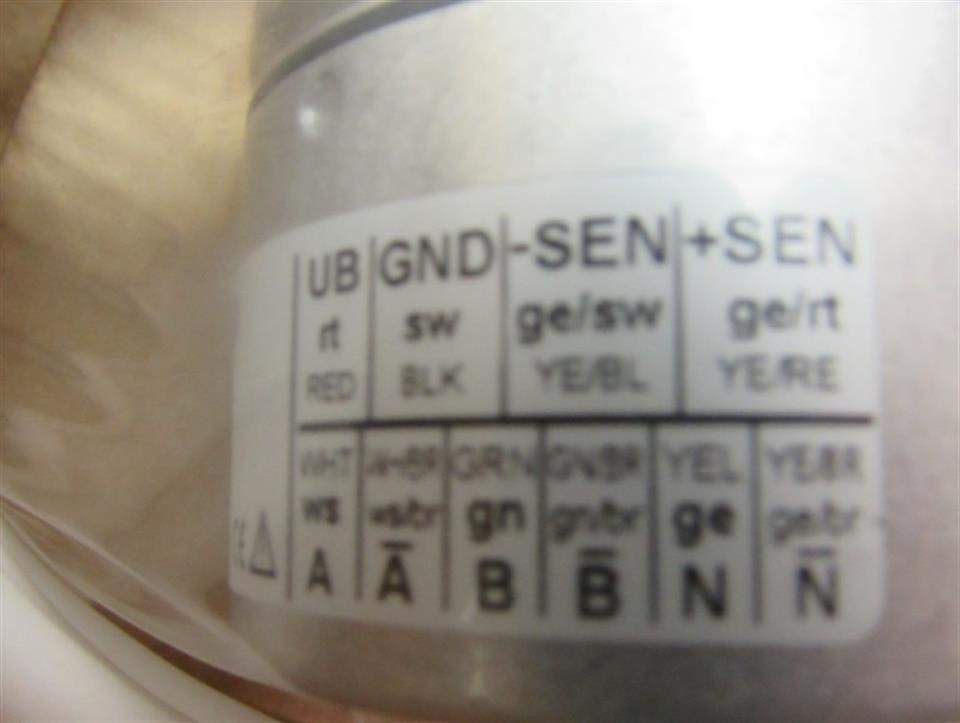 UB GND -SEN +SEN
rt sw ge/sw ge/rt
RED BLK YE/BL YE/RE
WHT WH/BR GRN GN/BR YEL YE/BR
ws ws/br gn gn/br ge ge/br
CE A A̅ B B̅ N N̅